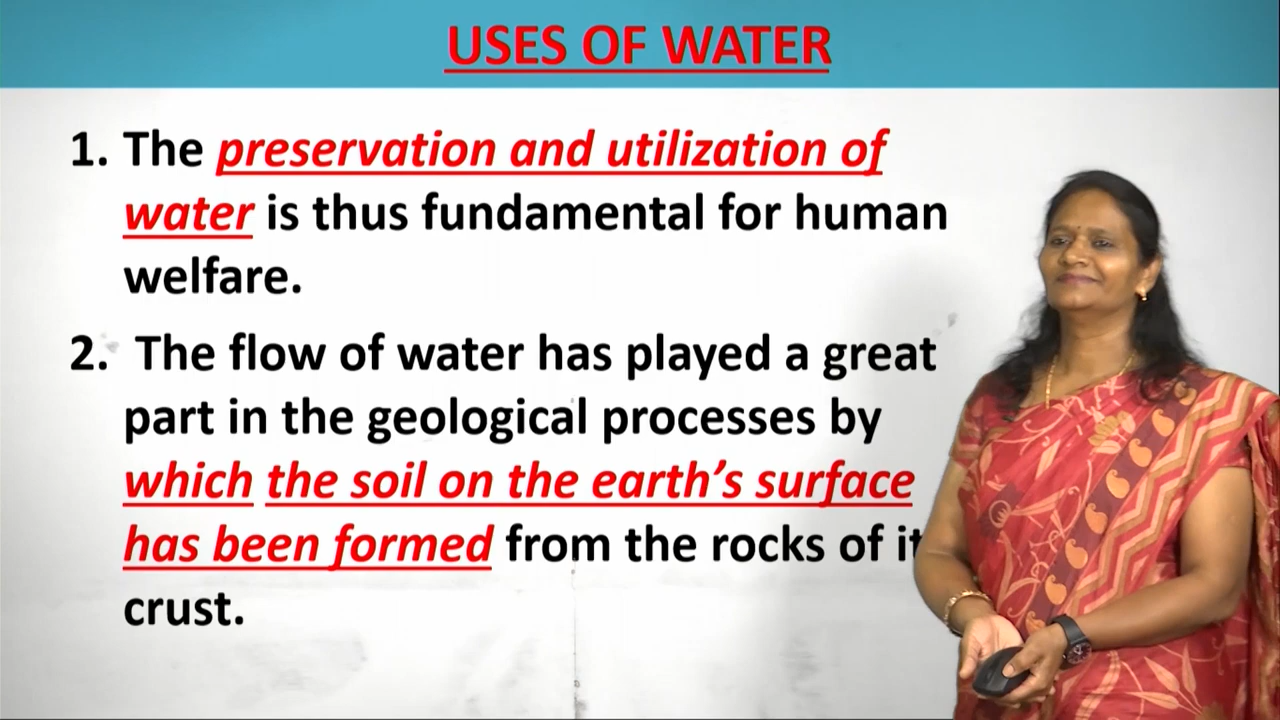 USES OF WATER
1. The preservation and utilization of
water is thus fundamental for human
welfare.
2. The flow of water has played a great
part in the geological processes by
which the soil on the earth's surface
has been formed from the rocks of it
crust.